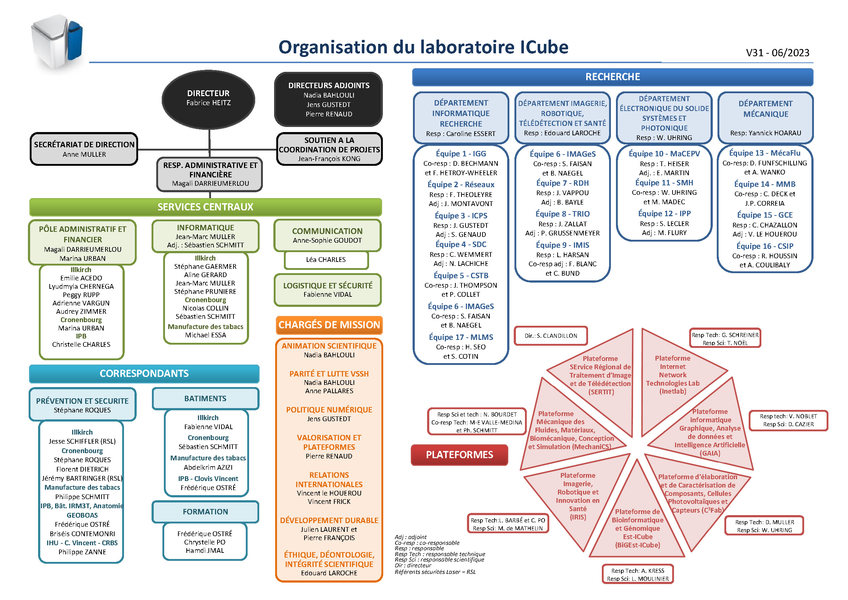 Organisation du laboratoire ICube
V31 - 06/2023
DIRECTEUR
Fabrice HEITZ
DIRECTEURS ADJOINTS
Nadia BAHLOULI
Jens GUSTEDT
Pierre RENAUD
SECRÉTARIAT DE DIRECTION
Anne MULLER
SOUTIEN A LA
COORDINATION DE PROJETS
Jean-François KONG
RESP. ADMINISTRATIVE ET
FINANCIÈRE
Magali DARRIEUMERLOU
SERVICES CENTRAUX
PÔLE ADMINISTRATIF ET
FINANCIER
Magali DARRIEUMERLOU
Marina URBAN
Illkirch
Emilie ACEDO
Lyudmyla CHERNEGA
Peggy RUPP
Adrienne VARGUN
Audrey ZIMMER
Cronenbourg
Marina URBAN
IPB
Christelle CHARLES
INFORMATIQUE
Jean-Marc MULLER
Adj. : Sébastien SCHMITT
Illkirch
Stéphane GAERMER
Aline GERARD
Jean-Marc MULLER
Stéphane PRUNIERE
Cronenbourg
Nicolas COLLIN
Sébastien SCHMITT
Manufacture des tabacs
Michael ESSA
COMMUNICATION
Anne-Sophie GOUDOT
Léa CHARLES
LOGISTIQUE ET SÉCURITÉ
Fabienne VIDAL
CHARGÉS DE MISSION
ANIMATION SCIENTIFIQUE
Nadia BAHLOULI
PARITÉ ET LUTTE VSSH
Nadia BAHLOULI
Anne PALLARES
POLITIQUE NUMÉRIQUE
Jens GUSTEDT
VALORISATION ET
PLATEFORMES
Pierre RENAUD
RELATIONS
INTERNATIONALES
Vincent le HOUEROU
Vincent FRICK
DÉVELOPPEMENT DURABLE
Julien LAURENT et
Pierre FRANÇOIS
ÉTHIQUE, DÉONTOLOGIE,
INTÉGRITÉ SCIENTIFIQUE
Edouard LAROCHE
CORRESPONDANTS
PRÉVENTION ET SECURITE
Stéphane ROQUES
Illkirch
Jesse SCHIFFLER (RSL)
Cronenbourg
Stéphane ROQUES
Florent DIETRICH
Jérémy BARTRINGER (RSL)
Manufacture des tabacs
Philippe SCHMITT
IPB, Bât. IRM3T, Anatomie
GEOBOAS
Frédérique OSTRÉ
Briséis CONTEMONRI
IHU - C. Vincent - CRBS
Philippe ZANNE
BATIMENTS
Illkirch
Fabienne VIDAL
Cronenbourg
Sébastien SCHMITT
Manufacture des tabacs
Abdelkrim AZIZI
IPB - Clovis Vincent
Frédérique OSTRÉ
FORMATION
Frédérique OSTRÉ
Chrystelle PO
Hamdi JMAL
RECHERCHE
DÉPARTEMENT
INFORMATIQUE
RECHERCHE
Resp : Caroline ESSERT
Équipe 1 - IGG
Co-resp : D. BECHMANN
et F. HETROY-WHEELER
Équipe 2 - Réseaux
Resp : F. THEOLEYRE
Adj : J. MONTAVONT
Équipe 3 - ICPS
Resp : J. GUSTEDT
Adj : S. GENAUD
Équipe 4 - SDC
Resp : C. WEMMERT
Adj : N. LACHICHE
Équipe 5 - CSTB
Co-resp : J. THOMPSON
et P. COLLET
Équipe 6 - IMAGeS
Co-resp : S. FAISAN
et B. NAEGEL
Équipe 17 - MLMS
Co-resp : H. SEO
et S. COTIN
DÉPARTEMENT IMAGERIE,
ROBOTIQUE,
TÉLÉDÉTECTION ET SANTÉ
Resp : Edouard LAROCHE
Équipe 6 - IMAGeS
Co-resp : S. FAISAN
et B. NAEGEL
Équipe 7 - RDH
Resp : J. VAPPOU
Adj : B. BAYLE
Équipe 8 - TRIO
Resp : J. ZALLAT
Adj : P. GRUSSENMEYER
Équipe 9 - IMIS
Resp : L. HARSAN
Co-resp adj : F. BLANC
et C. BUND
DÉPARTEMENT
ÉLECTRONIQUE DU SOLIDE
SYSTÈMES ET
PHOTONIQUE
Resp : W. UHRING
Équipe 10 - MaCEPV
Resp : T. HEISER
Adj. : E. MARTIN
Équipe 11 - SMH
Co-resp : W. UHRING
et M. MADEC
Équipe 12 - IPP
Resp : S. LECLER
Adj : M. FLURY
DÉPARTEMENT
MÉCANIQUE
Resp: Yannick HOARAU
Équipe 13 - MécaFlu
Co-resp: D. FUNFSCHILLING
et A. WANKO
Équipe 14 - MMB
Co-resp : C. DECK et
J.P. CORREIA
Équipe 15 - GCE
Resp : C. CHAZALLON
Adj : V. LE HOUEROU
Équipe 16 - CSIP
Co-resp : R. HOUSSIN
et A. COULIBALY
PLATEFORMES
Dir.: S. CLANDILLON
Plateforme
SErvice Régional de
Traitement d'Image
et de Télédétection
(SERTIT)
Resp Tech: G. SCHREINER
Resp Sci: T. NOËL
Plateforme
Internet
Network
Technologies Lab
(Inetlab)
Resp tech: V. NOBLET
Resp Sci: D. CAZIER
Plateforme
Informatique
Graphique, Analyse
de données et
Intelligence Artificielle
(GAIA)
Resp Tech: D. MULLER
Resp Sci: W. UHRING
Plateforme d'élaboration
et de Caractérisation de
Composants, Cellules
Photovoltaïques et
Capteurs (C³Fab)
Resp Tech: A. KRESS
Resp Sci: L. MOULINIER
Plateforme de
Bioinformatique
et Génomique
Est-ICube
(BiGEst-ICube)
Resp Tech:L. BARBÉ et C. PO
Resp Sci: M. de MATHELIN
Plateforme
Imagerie,
Robotique et
Innovation en
Santé
(IRIS)
Resp Sci et tech : N. BOURDET
Co-resp Tech: M-E VALLE-MEDINA
et Ph. SCHMITT
Plateforme
Mécanique des
Fluides, Matériaux,
Biomécanique, Conception
et Simulation (MechaniCS)
Adj : adjoint
Co-resp : co-responsable
Resp : responsable
Resp Tech : responsable technique
Resp Sci : responsable scientifique
Dir : directeur
Référents sécurités Laser = RSL